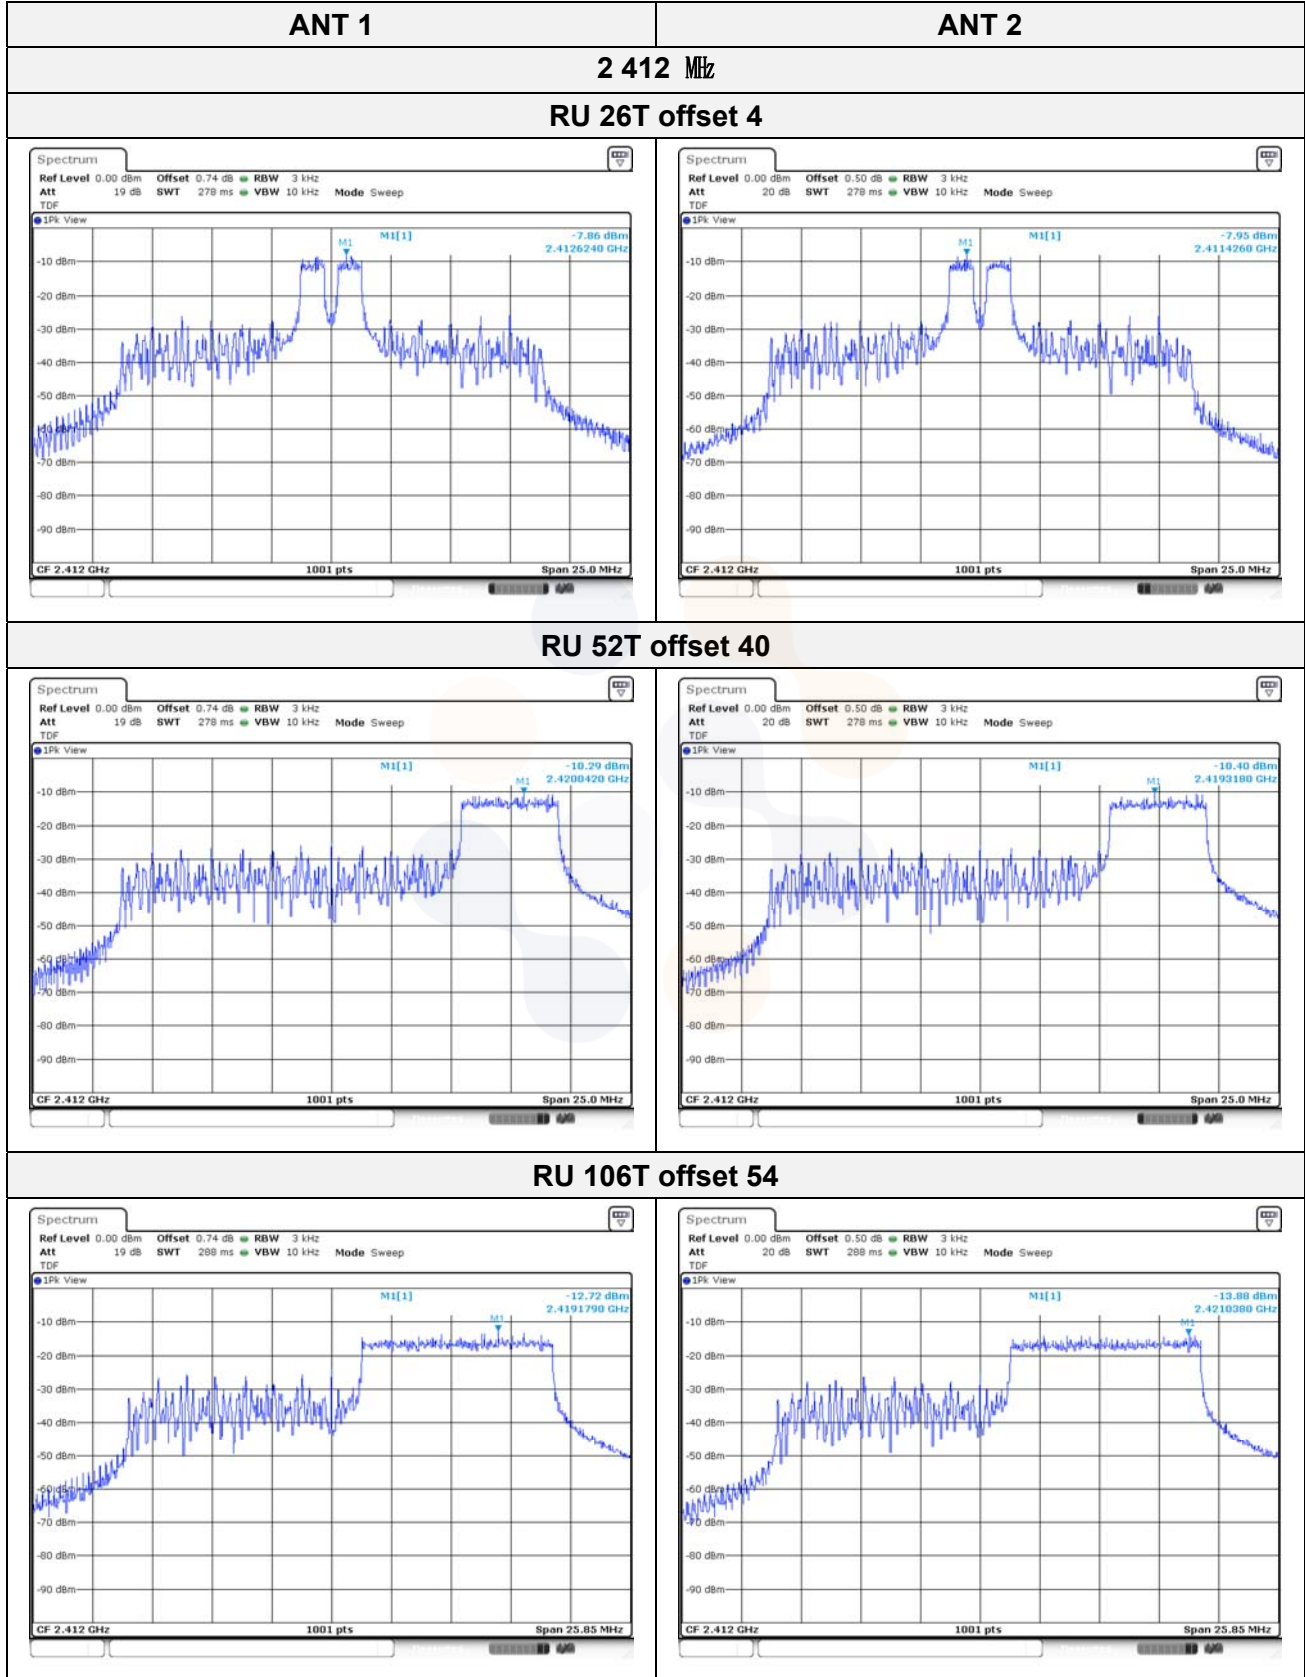 ANT 1 ANT 2
2 412 ㎒
RU 26T offset 4
Spectrum
Ref Level 0.00 dBm Offset 0.74 dB RBW 3 kHz
Att 19 dB SWT 278 ms VBW 10 kHz Mode Sweep
TDF
1Pk View
M1[1] -7.86 dBm
2.4126240 GHz
M1
-10 dBm
-20 dBm
-30 dBm
-40 dBm
-50 dBm
-60 dBm
-70 dBm
-80 dBm
-90 dBm
CF 2.412 GHz 1001 pts Span 25.0 MHz
Spectrum
Ref Level 0.00 dBm Offset 0.50 dB RBW 3 kHz
Att 20 dB SWT 278 ms VBW 10 kHz Mode Sweep
TDF
1Pk View
M1[1] -7.95 dBm
2.4114260 GHz
M1
-10 dBm
-20 dBm
-30 dBm
-40 dBm
-50 dBm
-60 dBm
-70 dBm
-80 dBm
-90 dBm
CF 2.412 GHz 1001 pts Span 25.0 MHz
RU 52T offset 40
Spectrum
Ref Level 0.00 dBm Offset 0.74 dB RBW 3 kHz
Att 19 dB SWT 278 ms VBW 10 kHz Mode Sweep
TDF
1Pk View
M1[1] -10.29 dBm
2.4200420 GHz
M1
-10 dBm
-20 dBm
-30 dBm
-40 dBm
-50 dBm
-60 dBm
-70 dBm
-80 dBm
-90 dBm
CF 2.412 GHz 1001 pts Span 25.0 MHz
Spectrum
Ref Level 0.00 dBm Offset 0.50 dB RBW 3 kHz
Att 20 dB SWT 278 ms VBW 10 kHz Mode Sweep
TDF
1Pk View
M1[1] -10.40 dBm
2.4193180 GHz
M1
-10 dBm
-20 dBm
-30 dBm
-40 dBm
-50 dBm
-60 dBm
-70 dBm
-80 dBm
-90 dBm
CF 2.412 GHz 1001 pts Span 25.0 MHz
RU 106T offset 54
Spectrum
Ref Level 0.00 dBm Offset 0.74 dB RBW 3 kHz
Att 19 dB SWT 288 ms VBW 10 kHz Mode Sweep
TDF
1Pk View
M1[1] -12.72 dBm
2.4191790 GHz
M1
-10 dBm
-20 dBm
-30 dBm
-40 dBm
-50 dBm
-60 dBm
-70 dBm
-80 dBm
-90 dBm
CF 2.412 GHz 1001 pts Span 25.85 MHz
Spectrum
Ref Level 0.00 dBm Offset 0.50 dB RBW 3 kHz
Att 20 dB SWT 288 ms VBW 10 kHz Mode Sweep
TDF
1Pk View
M1[1] -13.88 dBm
2.4210380 GHz
M1
-10 dBm
-20 dBm
-30 dBm
-40 dBm
-50 dBm
-60 dBm
-70 dBm
-80 dBm
-90 dBm
CF 2.412 GHz 1001 pts Span 25.85 MHz